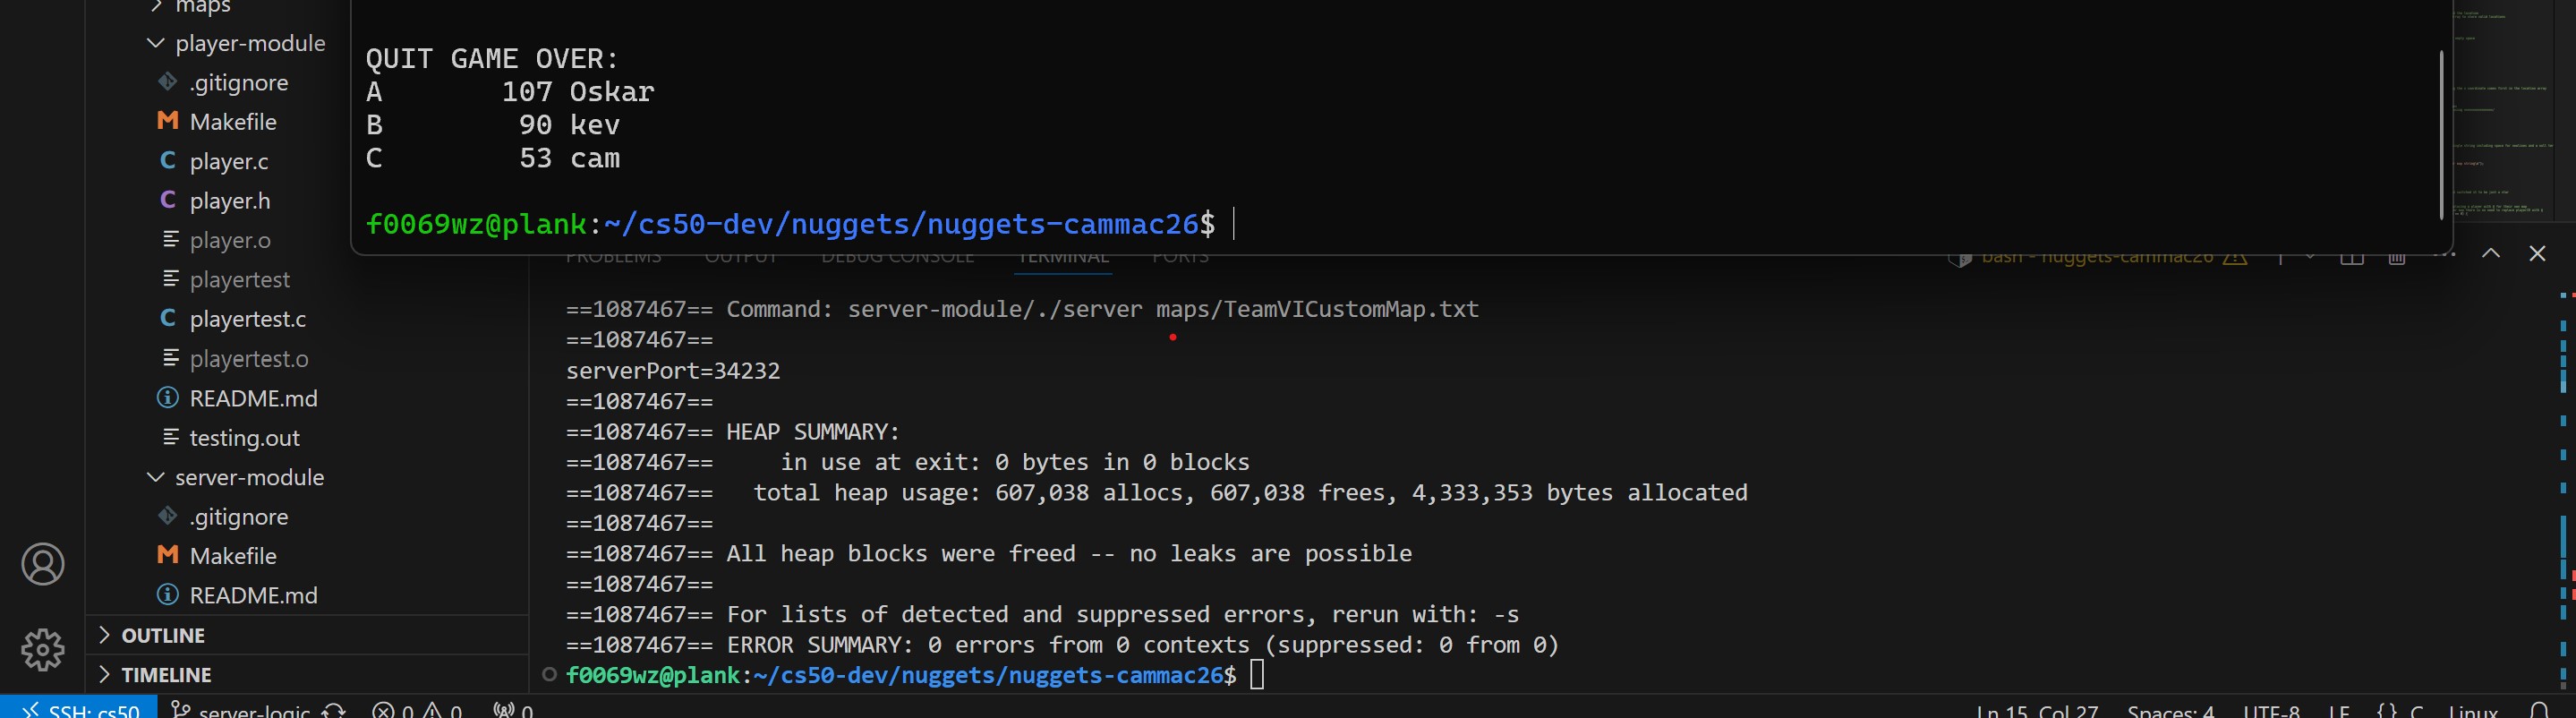 maps
player-module
.gitignore
M Makefile
C player.c
C player.h
player.o
playertest
C playertest.c
playertest.o
README.md
testing.out
server-module
.gitignore
M Makefile
README.md
OUTLINE
TIMELINE
QUIT GAME OVER:
A 107 Oskar
B 90 kev
C 53 cam
f0069wz@plank:~/cs50-dev/nuggets/nuggets-cammac26$
PROBLEMS OUTPUT DEBUG CONSOLE TERMINAL PORTS
bash - nuggets-cammac26
==1087467== Command: server-module/./server maps/TeamVICustomMap.txt
==1087467==
serverPort=34232
==1087467==
==1087467== HEAP SUMMARY:
==1087467== in use at exit: 0 bytes in 0 blocks
==1087467== total heap usage: 607,038 allocs, 607,038 frees, 4,333,353 bytes allocated
==1087467==
==1087467== All heap blocks were freed -- no leaks are possible
==1087467==
==1087467== For lists of detected and suppressed errors, rerun with: -s
==1087467== ERROR SUMMARY: 0 errors from 0 contexts (suppressed: 0 from 0)
f0069wz@plank:~/cs50-dev/nuggets/nuggets-cammac26$
SSH: cs50 server-logic 0 0 0 Ln 15, Col 27 Spaces: 4 UTF-8 LF {} C Linux